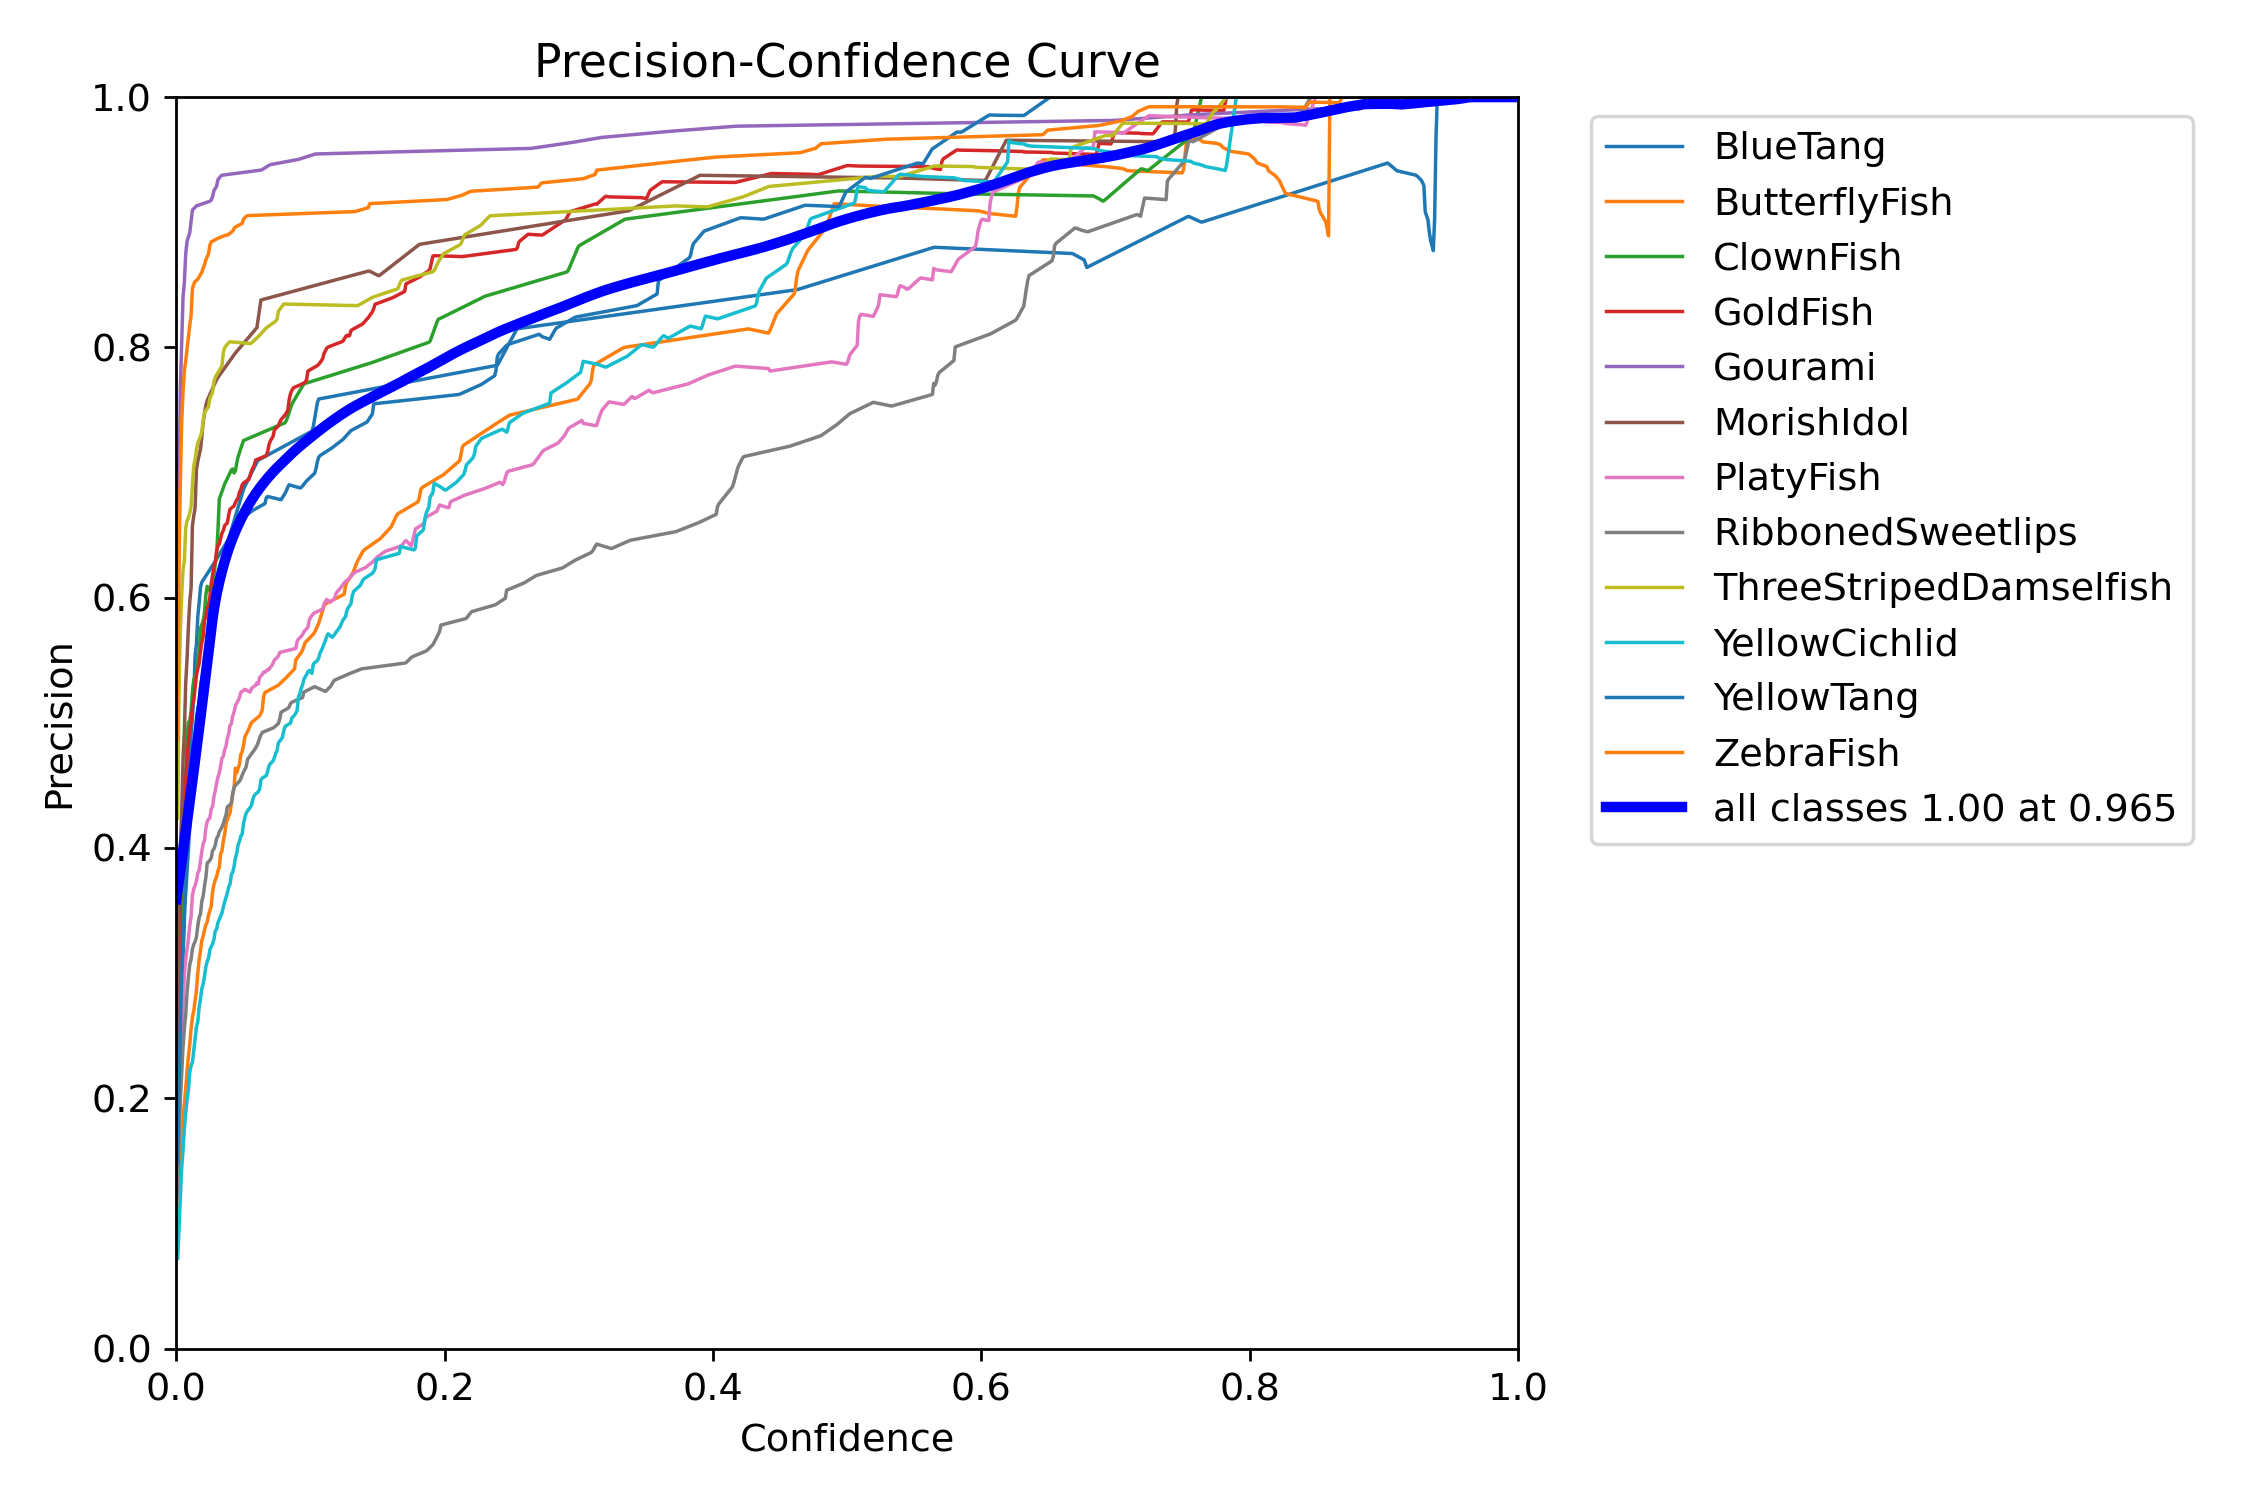 Precision-Confidence Curve
1.0
0.8
0.6
0.4
0.2
0.0
Precision
0.0 0.2 0.4 0.6 0.8 1.0
Confidence
BlueTang
ButterflyFish
ClownFish
GoldFish
Gourami
MorishIdol
PlatyFish
RibbonedSweetlips
ThreeStripedDamselfish
YellowCichlid
YellowTang
ZebraFish
all classes 1.00 at 0.965